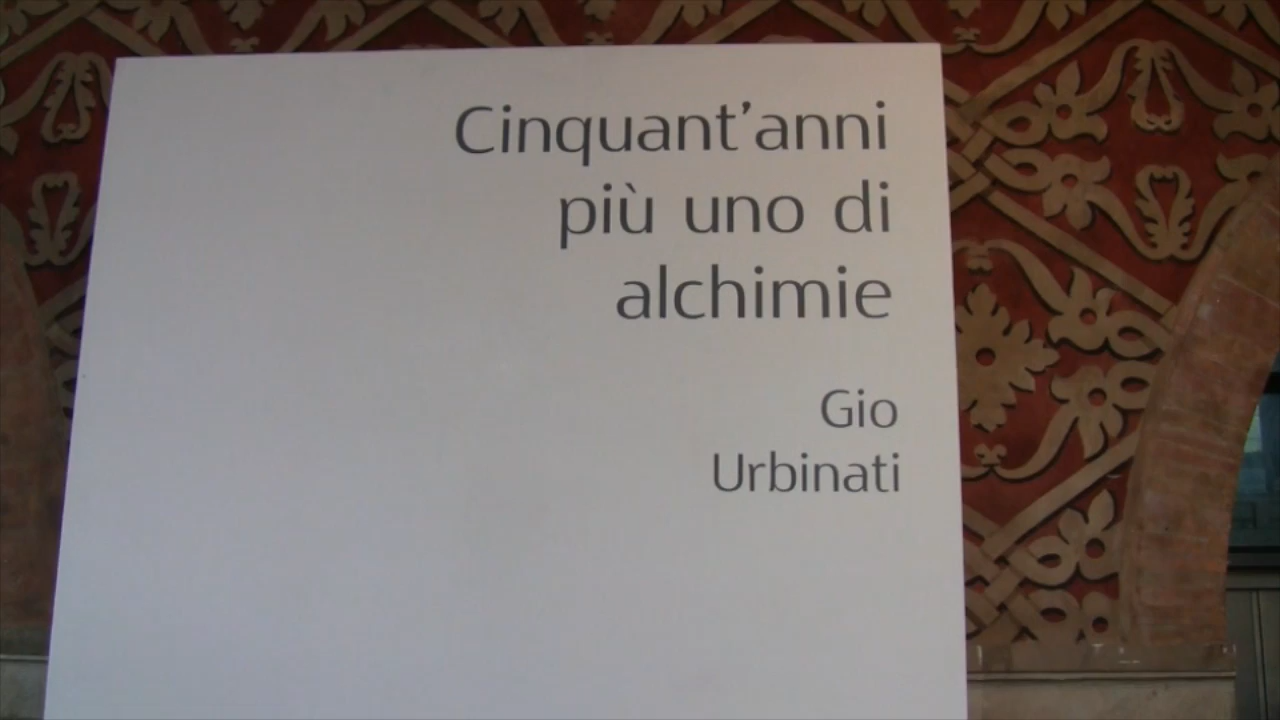 Cinquant'anni
più uno di
alchimie
Gio
Urbinati